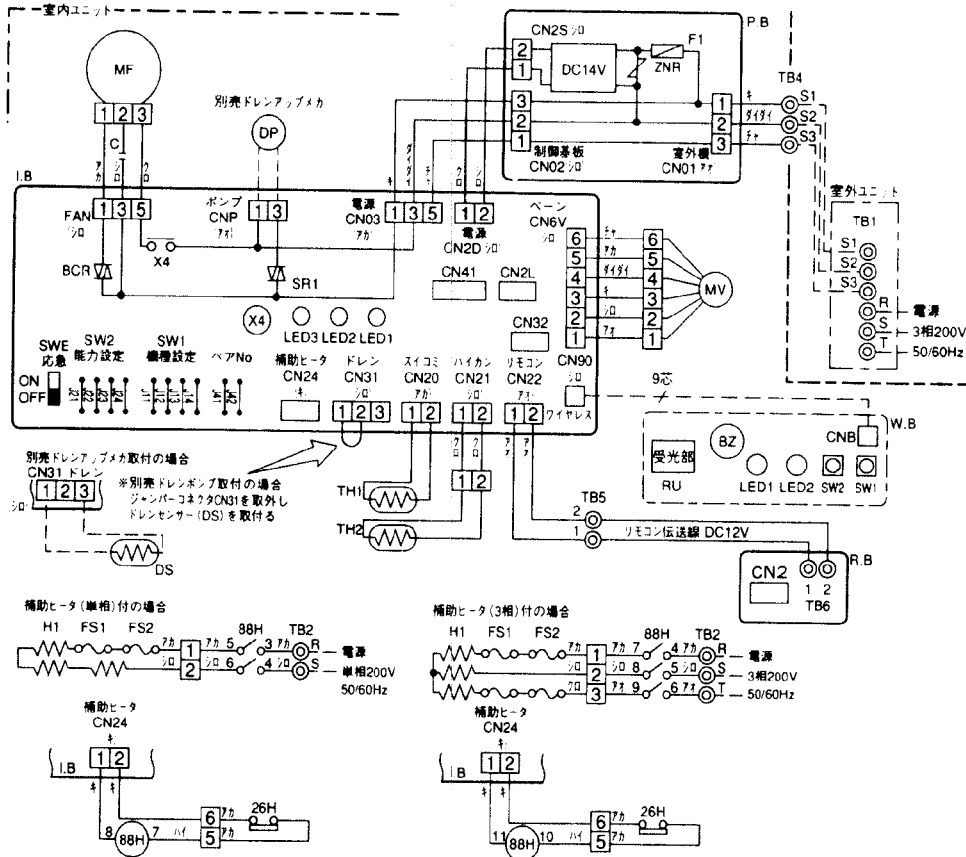 室内ユニット
MF
1 2 3
別売ドレンアップメカ
DP
P.B
CN2S シロ
2
1
DC14V
F1
ZNR
3
2
1
制御基板
CN02 シロ
1
2
3
室外機
CN01 アオ
キ
ダイダイ
チャ
TB4
S1
S2
S3
室外ユニット
TB1
S1
S2
S3
R
S
T
電源
3相200V
50/60Hz
C
アカ
シロ
クロ
キ
ダイダイ
チャ
クロ
シロ
I.B
FAN
シロ
1 3 5
ポンプ
CNP
アオ
1 3
電源
CN03
アカ
1 3 5
1 2
電源
CN2D シロ
ベーン
CN6V
シロ
6 チャ 6
5 アカ 5
4 ダイダイ 4
3 キ 3
2 シロ 2
1 アオ 1
MV
X4
BCR
SR1
CN41
CN2L
X4
LED3 LED2 LED1
CN32
CN90
シロ
ワイヤレス
9芯
SWE
応急
ON
OFF
SW2
能力設定
J21
J22
J23
J24
SW1
機種設定
J11
J12
J13
J14
ペアNo
J41
J42
補助ヒータ
CN24
キ
ドレン
CN31
シロ
1 2 3
スイコミ
CN20
アカ
1 2
ハイカン
CN21
シロ
1 2
リモコン
CN22
アオ
1 2
クロ
クロ
アオ
アオ
1 2
W.B
CNB
BZ
受光部
RU
LED1 LED2 SW2 SW1
別売ドレンアップメカ取付の場合
CN31 ドレン
シロ
1 2 3
DS
※別売ドレンポンプ取付の場合
ジャンパーコネクタCN31を取外し
ドレンセンサー(DS)を取付る
TH1
TH2
TB5
2
1
リモコン伝送線 DC12V
R.B
CN2
1 2
TB6
補助ヒータ(単相)付の場合
H1 FS1 FS2
アカ 1 アカ 5 88H 3 アカ TB2 R
シロ 2 シロ 6 4 シロ S
電源
単相200V
50/60Hz
補助ヒータ
CN24
キ
1 2
I.B
キ キ
8 88H 7 ハイ
6 アカ 26H
5 アカ
補助ヒータ(3相)付の場合
H1 FS1 FS2
アカ 1 アカ 7 88H 4 アカ TB2 R
シロ 2 シロ 8 5 シロ S
クロ 3 アオ 9 6 アオ T
電源
3相200V
50/60Hz
補助ヒータ
CN24
キ
1 2
I.B
キ キ
11 88H 10 ハイ
6 アカ 26H
5 アカ